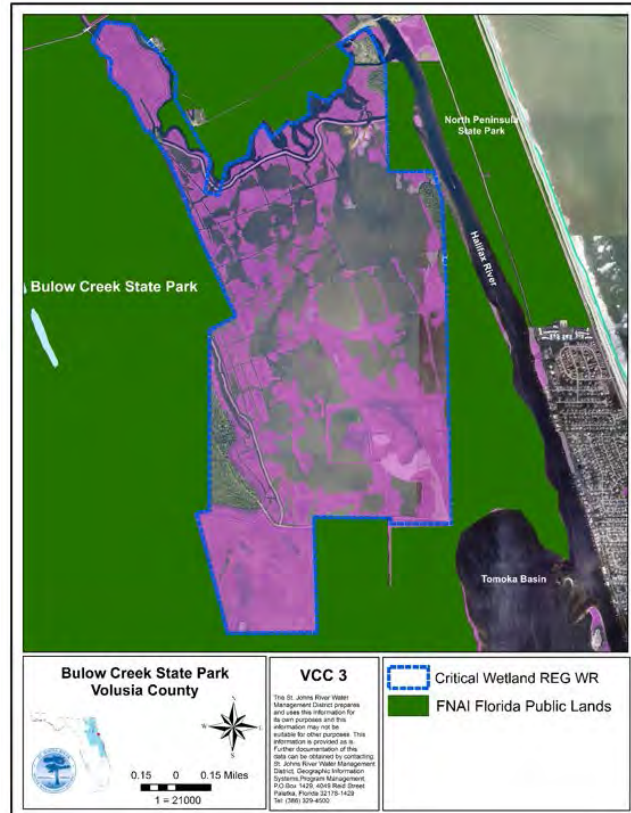 North Peninsula
State Park
Halifax River
Bulow Creek State Park
Tomoka Basin
Bulow Creek State Park
Volusia County
N
W
E
S
0.15 0 0.15 Miles
1 = 21000
VCC 3
This St. Johns River Water
Management District prepares
and uses this information for
its own purposes and this
information may not be
suitable for other purposes. This
information is provided as is.
Further documentation of this
data can be obtained by contacting:
St. Johns River Water Management
District, Geographic Information
Systems, Program Management,
P.O.Box 1429, 4049 Reid Street
Palatka, Florida 32178-1429
Tel: (386) 329-4500.
Critical Wetland REG WR
FNAI Florida Public Lands